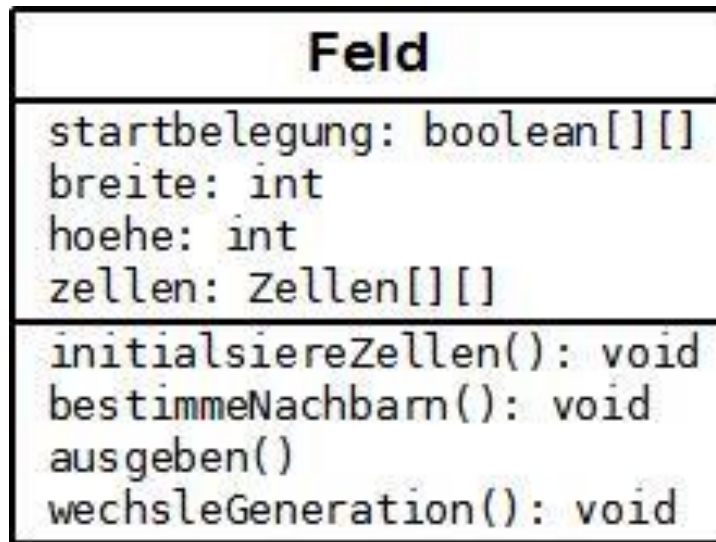 Feld
startbelegung: boolean[][]
breite: int
hoehe: int
zellen: Zellen[][]
initialsiereZellen(): void
bestimmeNachbarn(): void
ausgeben()
wechsleGeneration(): void